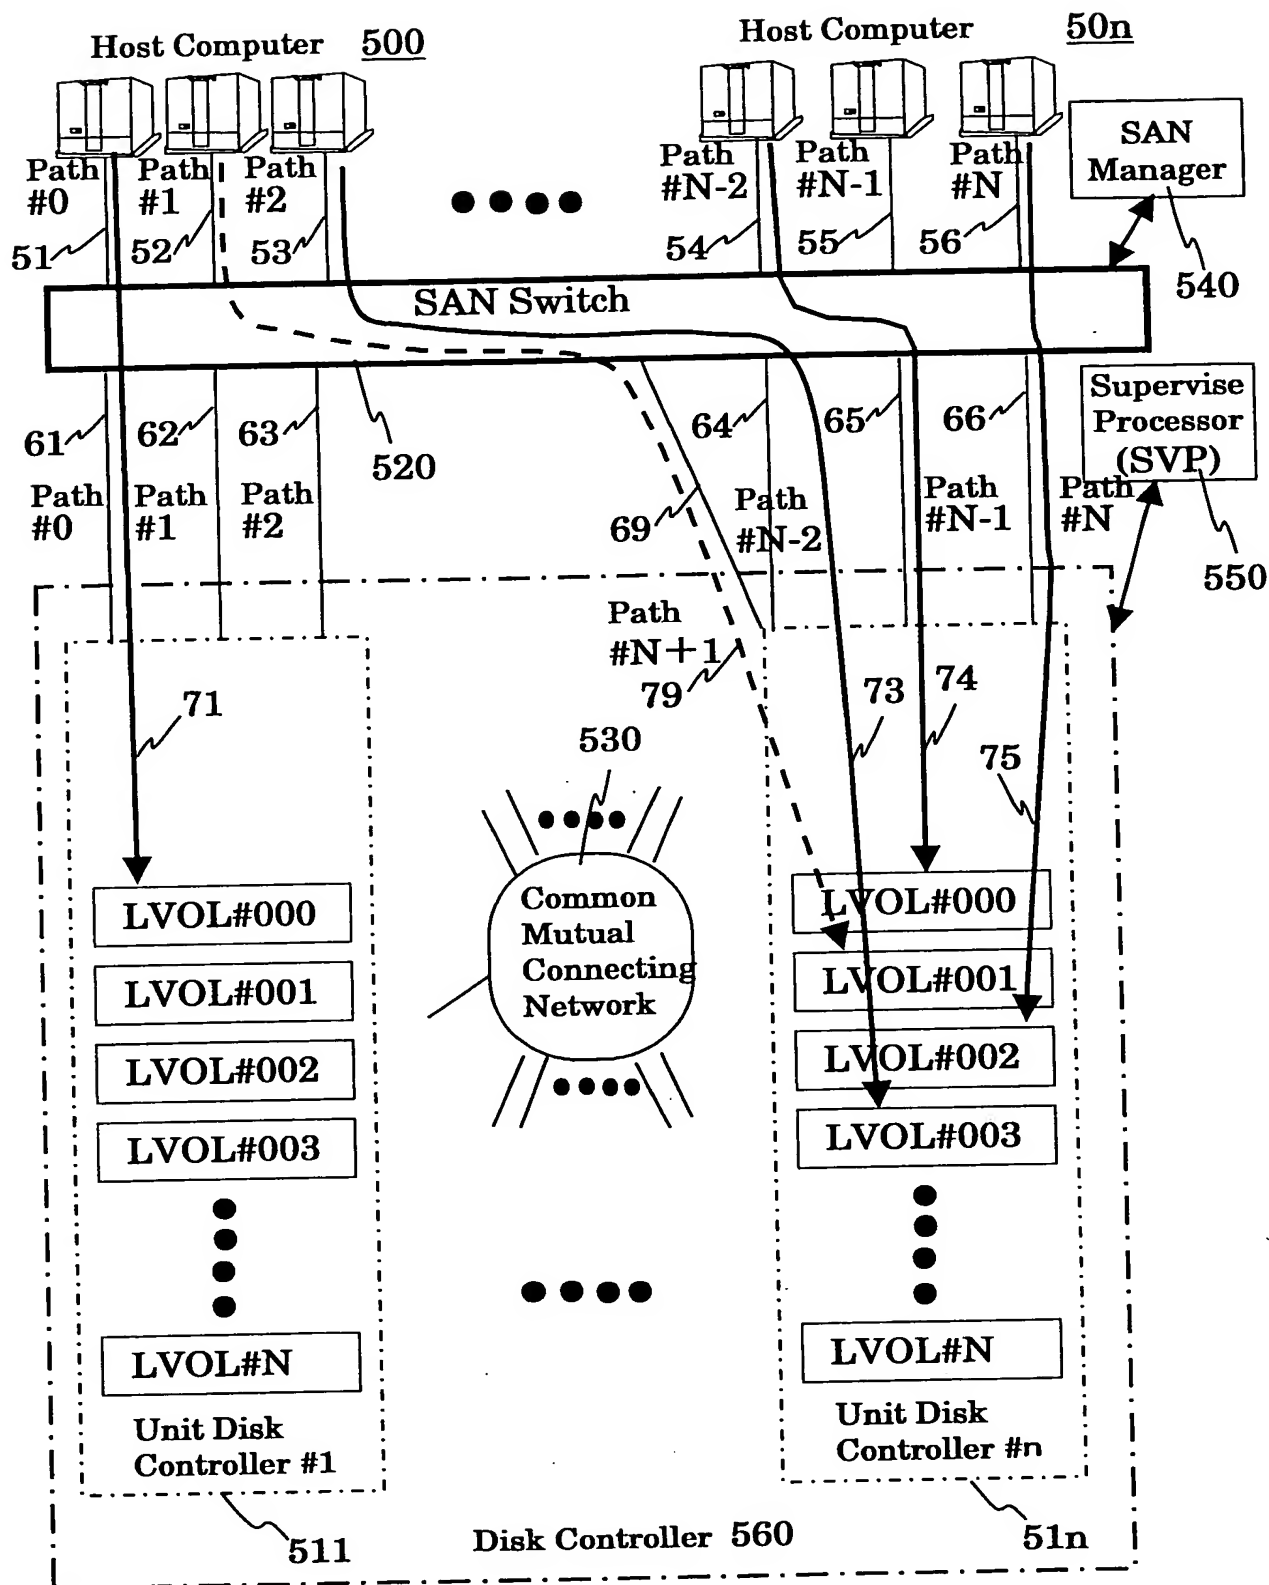 Host Computer 500
Host Computer 50n
SAN
Manager
540
Path
#0
Path
#1
Path
#2
Path
#N-2
Path
#N-1
Path
#N
51
52
53
54
55
56
SAN Switch
520
61
62
63
64
65
66
69
Supervise
Processor
(SVP)
550
Path
#0
Path
#1
Path
#2
Path
#N-2
Path
#N-1
Path
#N
Path
#N+1
79
71
73
74
75
530
Common
Mutual
Connecting
Network
LVOL#000
LVOL#001
LVOL#002
LVOL#003
LVOL#N
Unit Disk
Controller #1
511
LVOL#000
LVOL#001
LVOL#002
LVOL#003
LVOL#N
Unit Disk
Controller #n
51n
Disk Controller 560